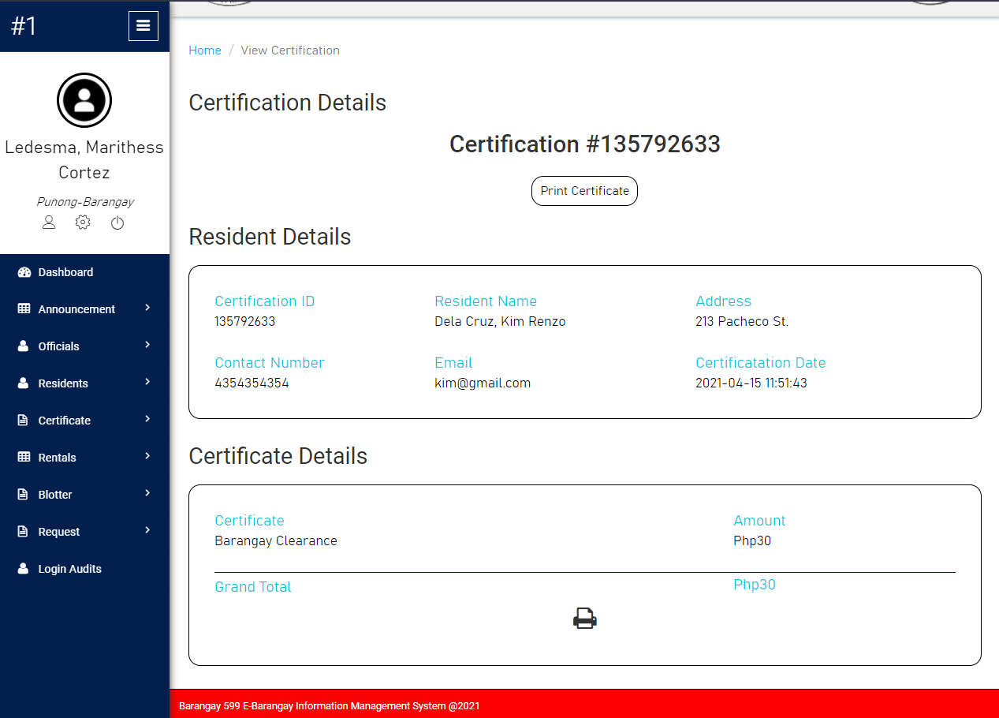 #1
Ledesma, Marithess
Cortez
Punong-Barangay
Dashboard
Announcement
Officials
Residents
Certificate
Rentals
Blotter
Request
Login Audits
Home / View Certification
Certification Details
Certification #135792633
Print Certificate
Resident Details
Certification ID Resident Name Address
135792633 Dela Cruz, Kim Renzo 213 Pacheco St.
Contact Number Email Certificatation Date
4354354354 kim@gmail.com 2021-04-15 11:51:43
Certificate Details
Certificate Amount
Barangay Clearance Php30
Grand Total Php30
Barangay 599 E-Barangay Information Management System @2021